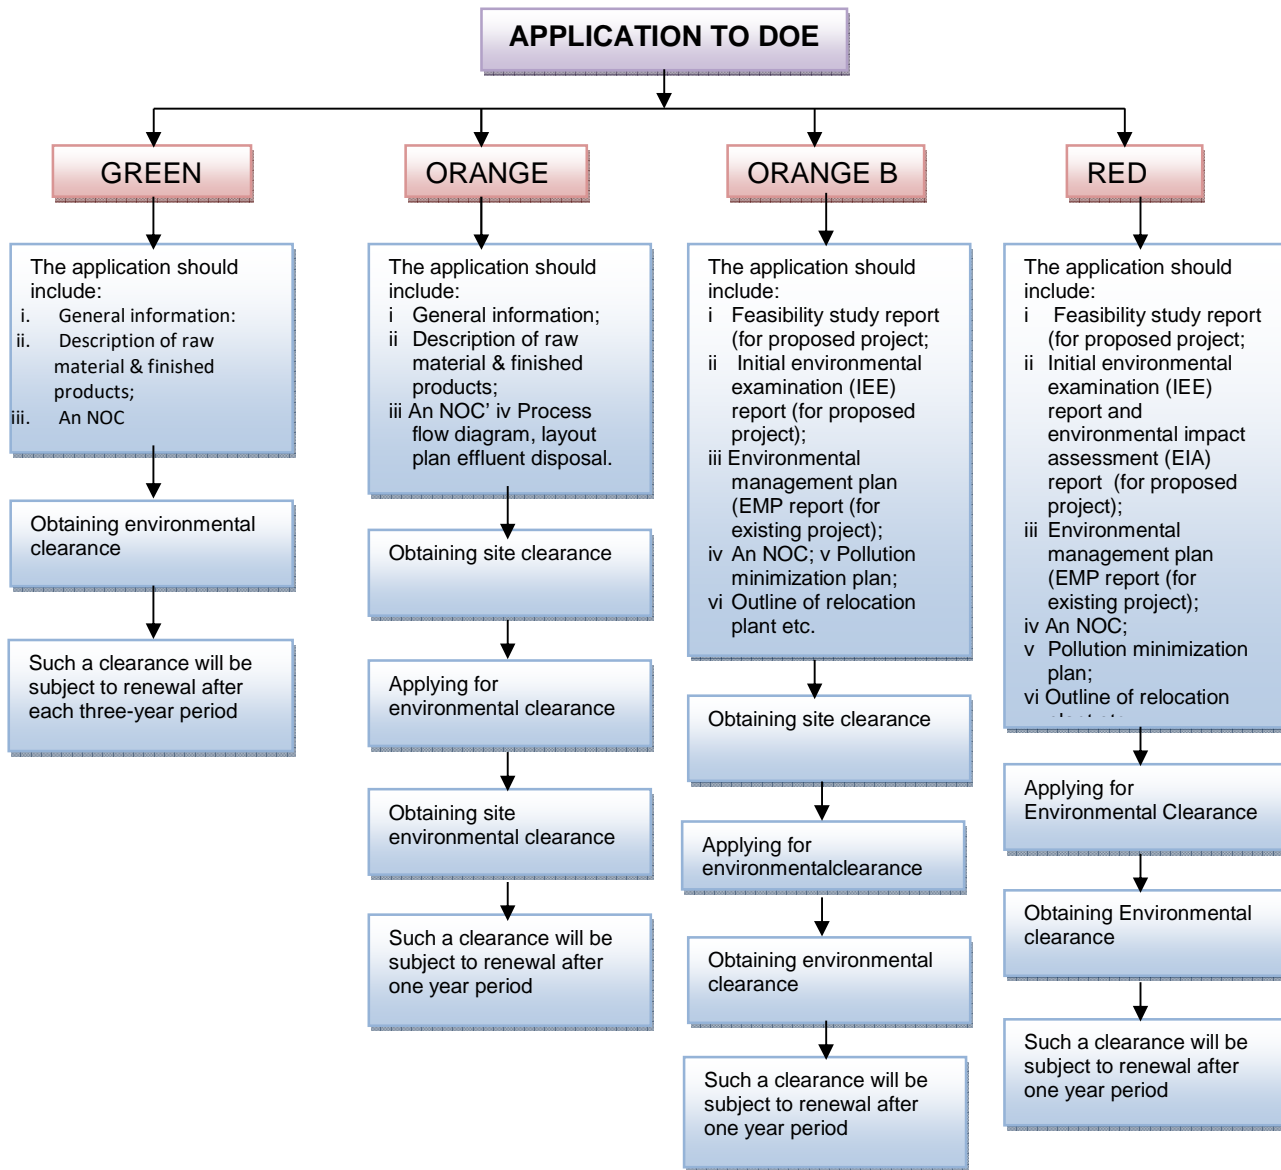 APPLICATION TO DOE
GREEN
The application should
include:
i. General information:
ii. Description of raw
material & finished
products;
iii. An NOC
Obtaining environmental
clearance
Such a clearance will be
subject to renewal after
each three-year period
ORANGE
The application should
include:
i General information;
ii Description of raw
material & finished
products;
iii An NOC’ iv Process
flow diagram, layout
plan effluent disposal.
Obtaining site clearance
Applying for
environmental clearance
Obtaining site
environmental clearance
Such a clearance will be
subject to renewal after
one year period
ORANGE B
The application should
include:
i Feasibility study report
(for proposed project;
ii Initial environmental
examination (IEE)
report (for proposed
project);
iii Environmental
management plan
(EMP report (for
existing project);
iv An NOC; v Pollution
minimization plan;
vi Outline of relocation
plant etc.
Obtaining site clearance
Applying for
environmentalclearance
Obtaining environmental
clearance
Such a clearance will be
subject to renewal after
one year period
RED
The application should
include:
i Feasibility study report
(for proposed project;
ii Initial environmental
examination (IEE)
report and
environmental impact
assessment (EIA)
report (for proposed
project);
iii Environmental
management plan
(EMP report (for
existing project);
iv An NOC;
v Pollution minimization
plan;
vi Outline of relocation
Applying for
Environmental Clearance
Obtaining Environmental
clearance
Such a clearance will be
subject to renewal after
one year period